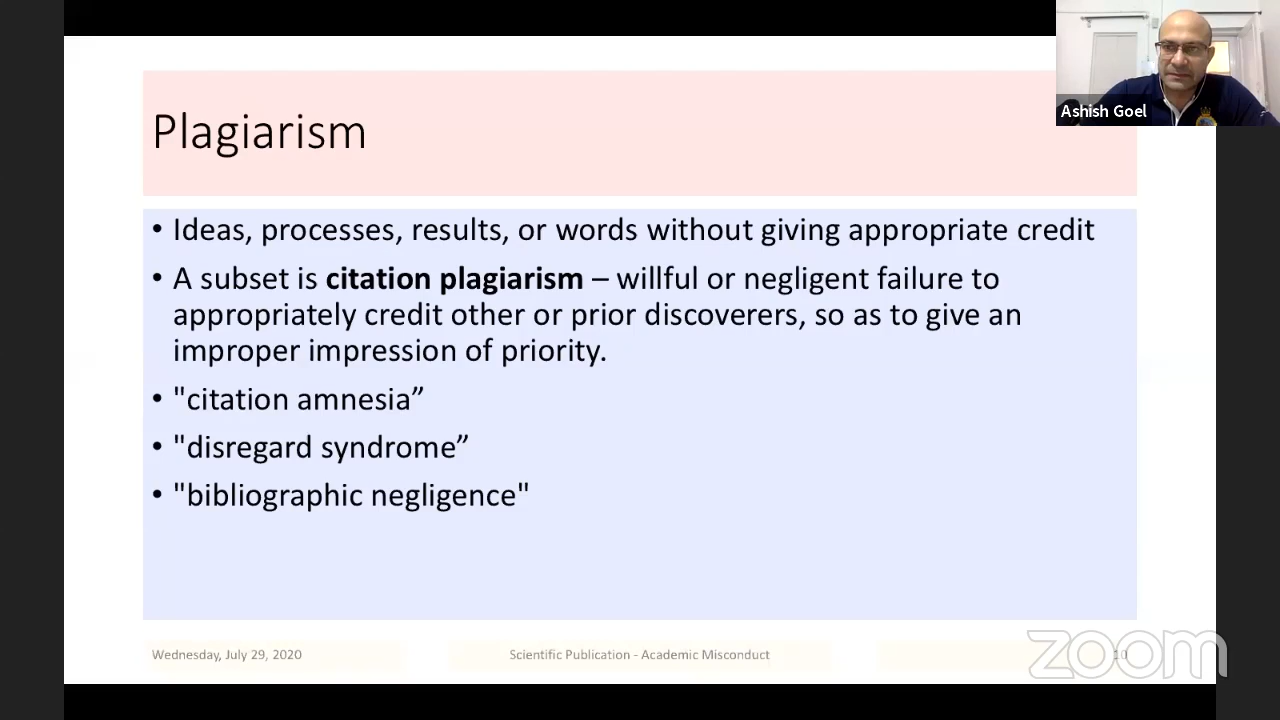 Ashish Goel
Plagiarism
• Ideas, processes, results, or words without giving appropriate credit
• A subset is citation plagiarism – willful or negligent failure to
appropriately credit other or prior discoverers, so as to give an
improper impression of priority.
• "citation amnesia”
• "disregard syndrome”
• "bibliographic negligence"
Wednesday, July 29, 2020
Scientific Publication - Academic Misconduct
10
zoom